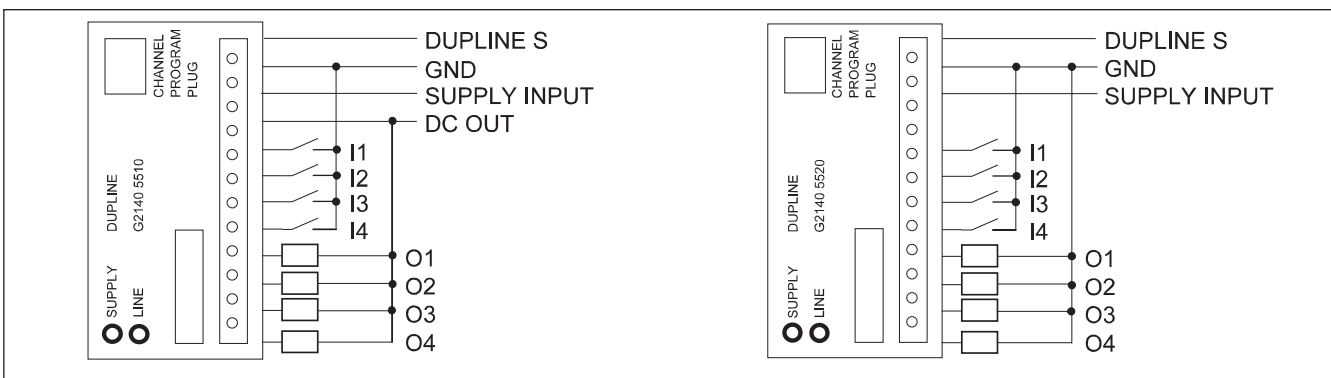 CHANNEL
PROGRAM
PLUG
DUPLINE
G2140 5510
SUPPLY
LINE
DUPLINE S
GND
SUPPLY INPUT
DC OUT
I1
I2
I3
I4
O1
O2
O3
O4
CHANNEL
PROGRAM
PLUG
DUPLINE
G2140 5520
SUPPLY
LINE
DUPLINE S
GND
SUPPLY INPUT
I1
I2
I3
I4
O1
O2
O3
O4